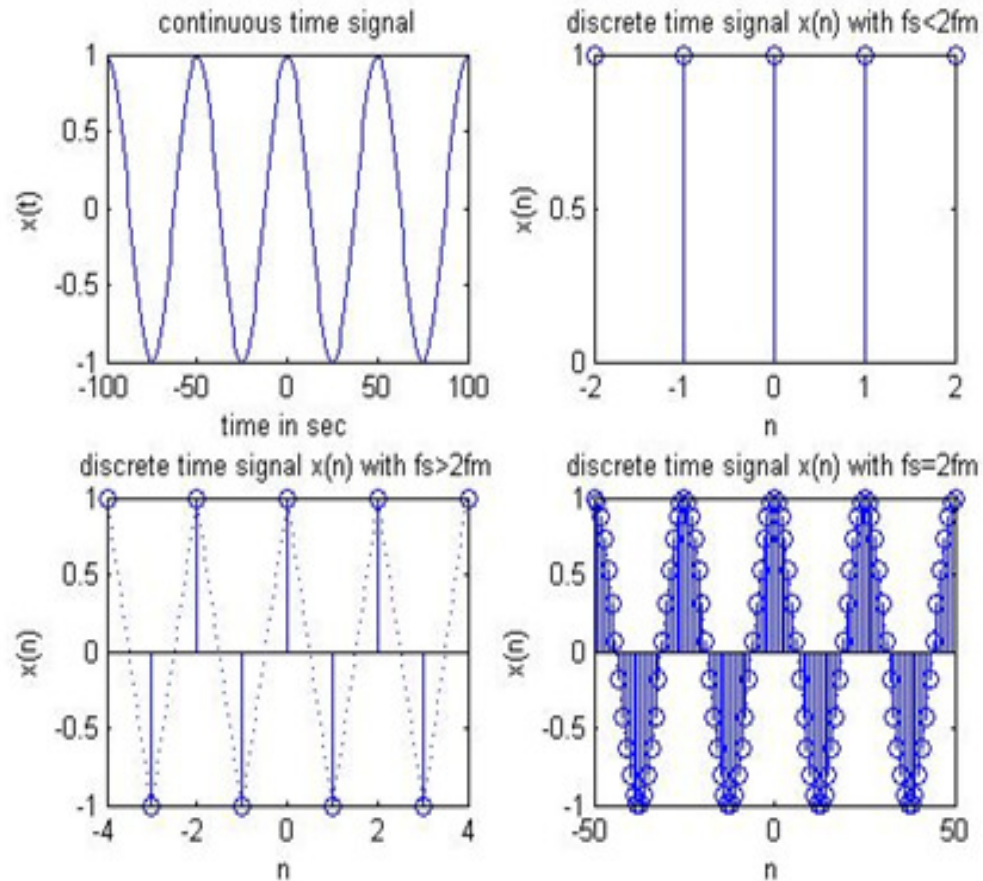 continuous time signal
1
0.5
0
-0.5
-1
x(t)
-100 -50 0 50 100
time in sec
discrete time signal x(n) with fs<2fm
1
0.5
0
x(n)
-2 -1 0 1 2
n
discrete time signal x(n) with fs>2fm
1
0.5
0
-0.5
-1
x(n)
-4 -2 0 2 4
n
discrete time signal x(n) with fs=2fm
1
0.5
0
-0.5
-1
x(n)
-50 0 50
n